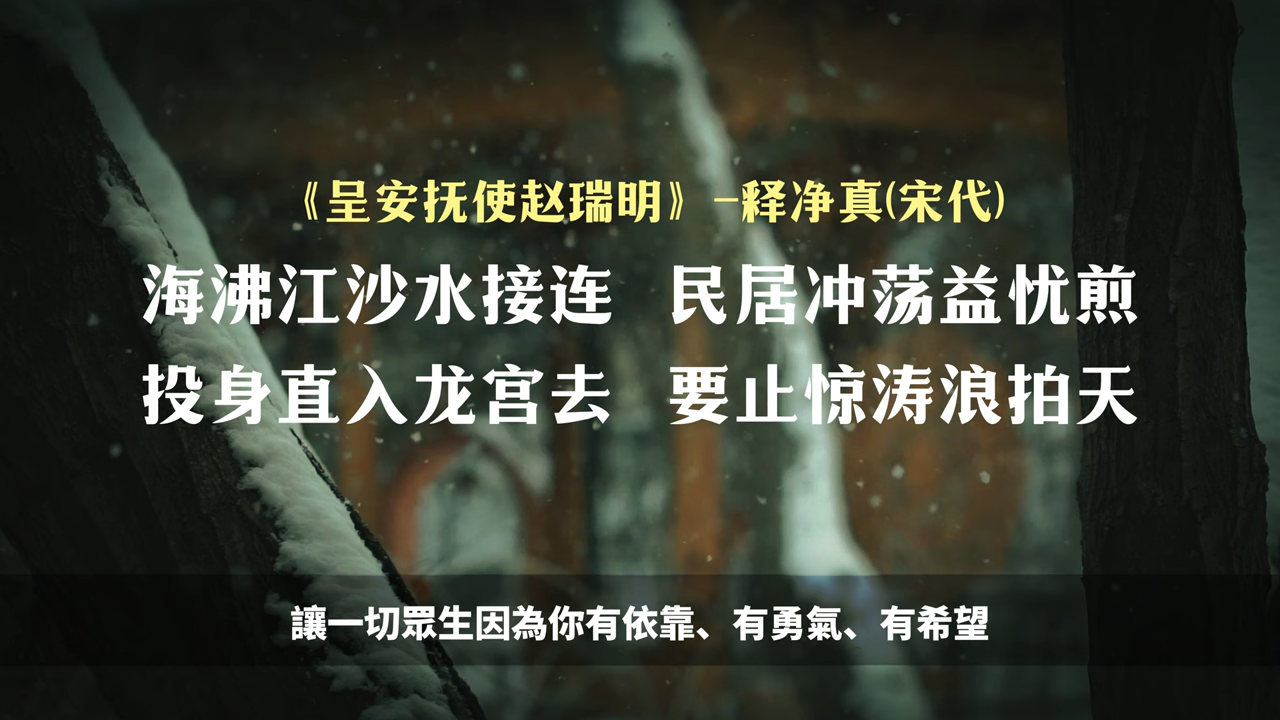 《呈安抚使赵瑞明》-释净真(宋代)
海沸江沙水接连 民居冲荡益忧煎
投身直入龙宫去 要止惊涛浪拍天
讓一切眾生因為你有依靠、有勇氣、有希望